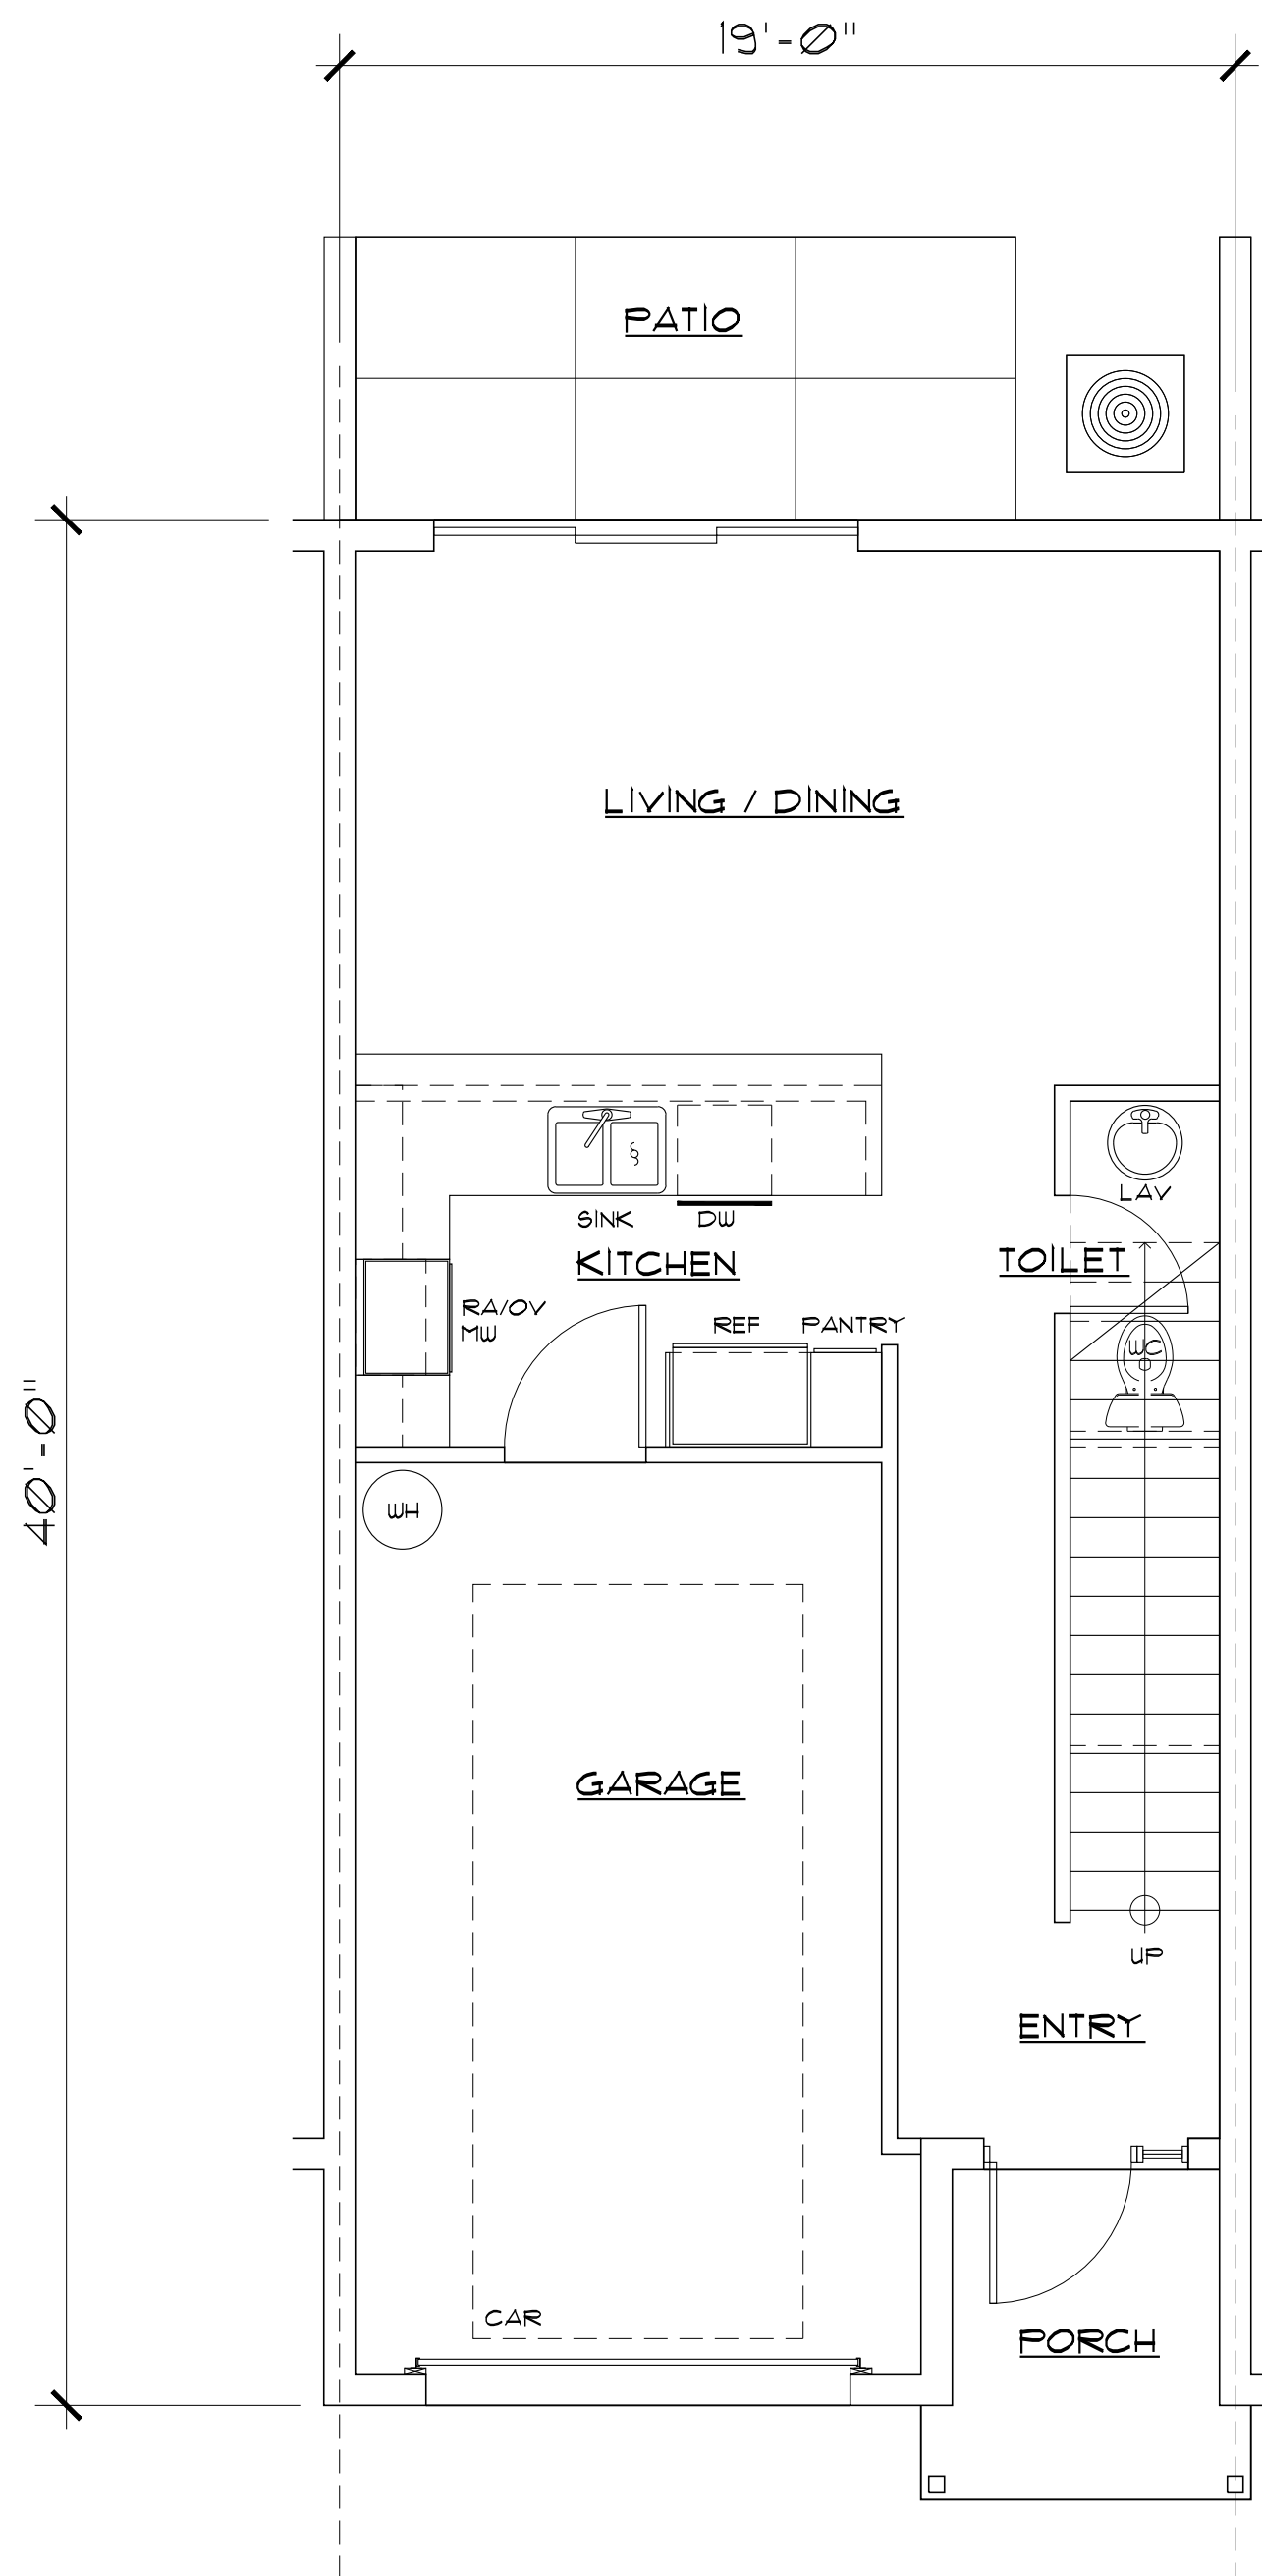 19'-0"
PATIO
LIVING / DINING
LAV
SINK
DW
KITCHEN
TOILET
RA/OV
MW
REF
PANTRY
WC
40'-0"
WH
GARAGE
UP
ENTRY
CAR
PORCH